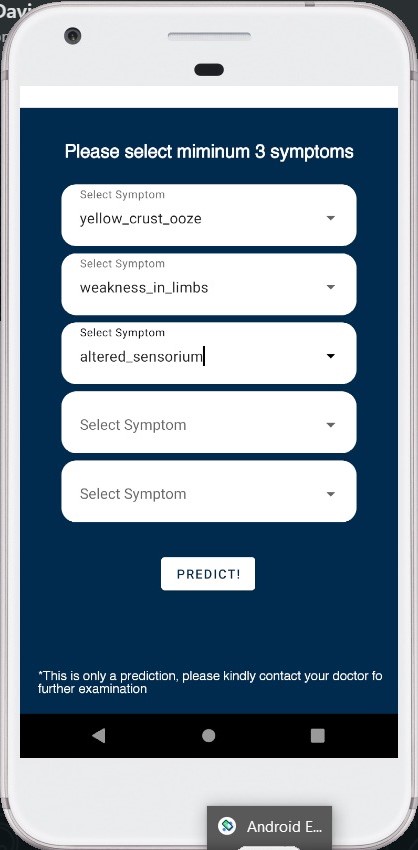 Please select miminum 3 symptoms
Select Symptom
yellow_crust_ooze
Select Symptom
weakness_in_limbs
Select Symptom
altered_sensorium
Select Symptom
Select Symptom
PREDICT!
*This is only a prediction, please kindly contact your doctor fo
further examination
Android E...